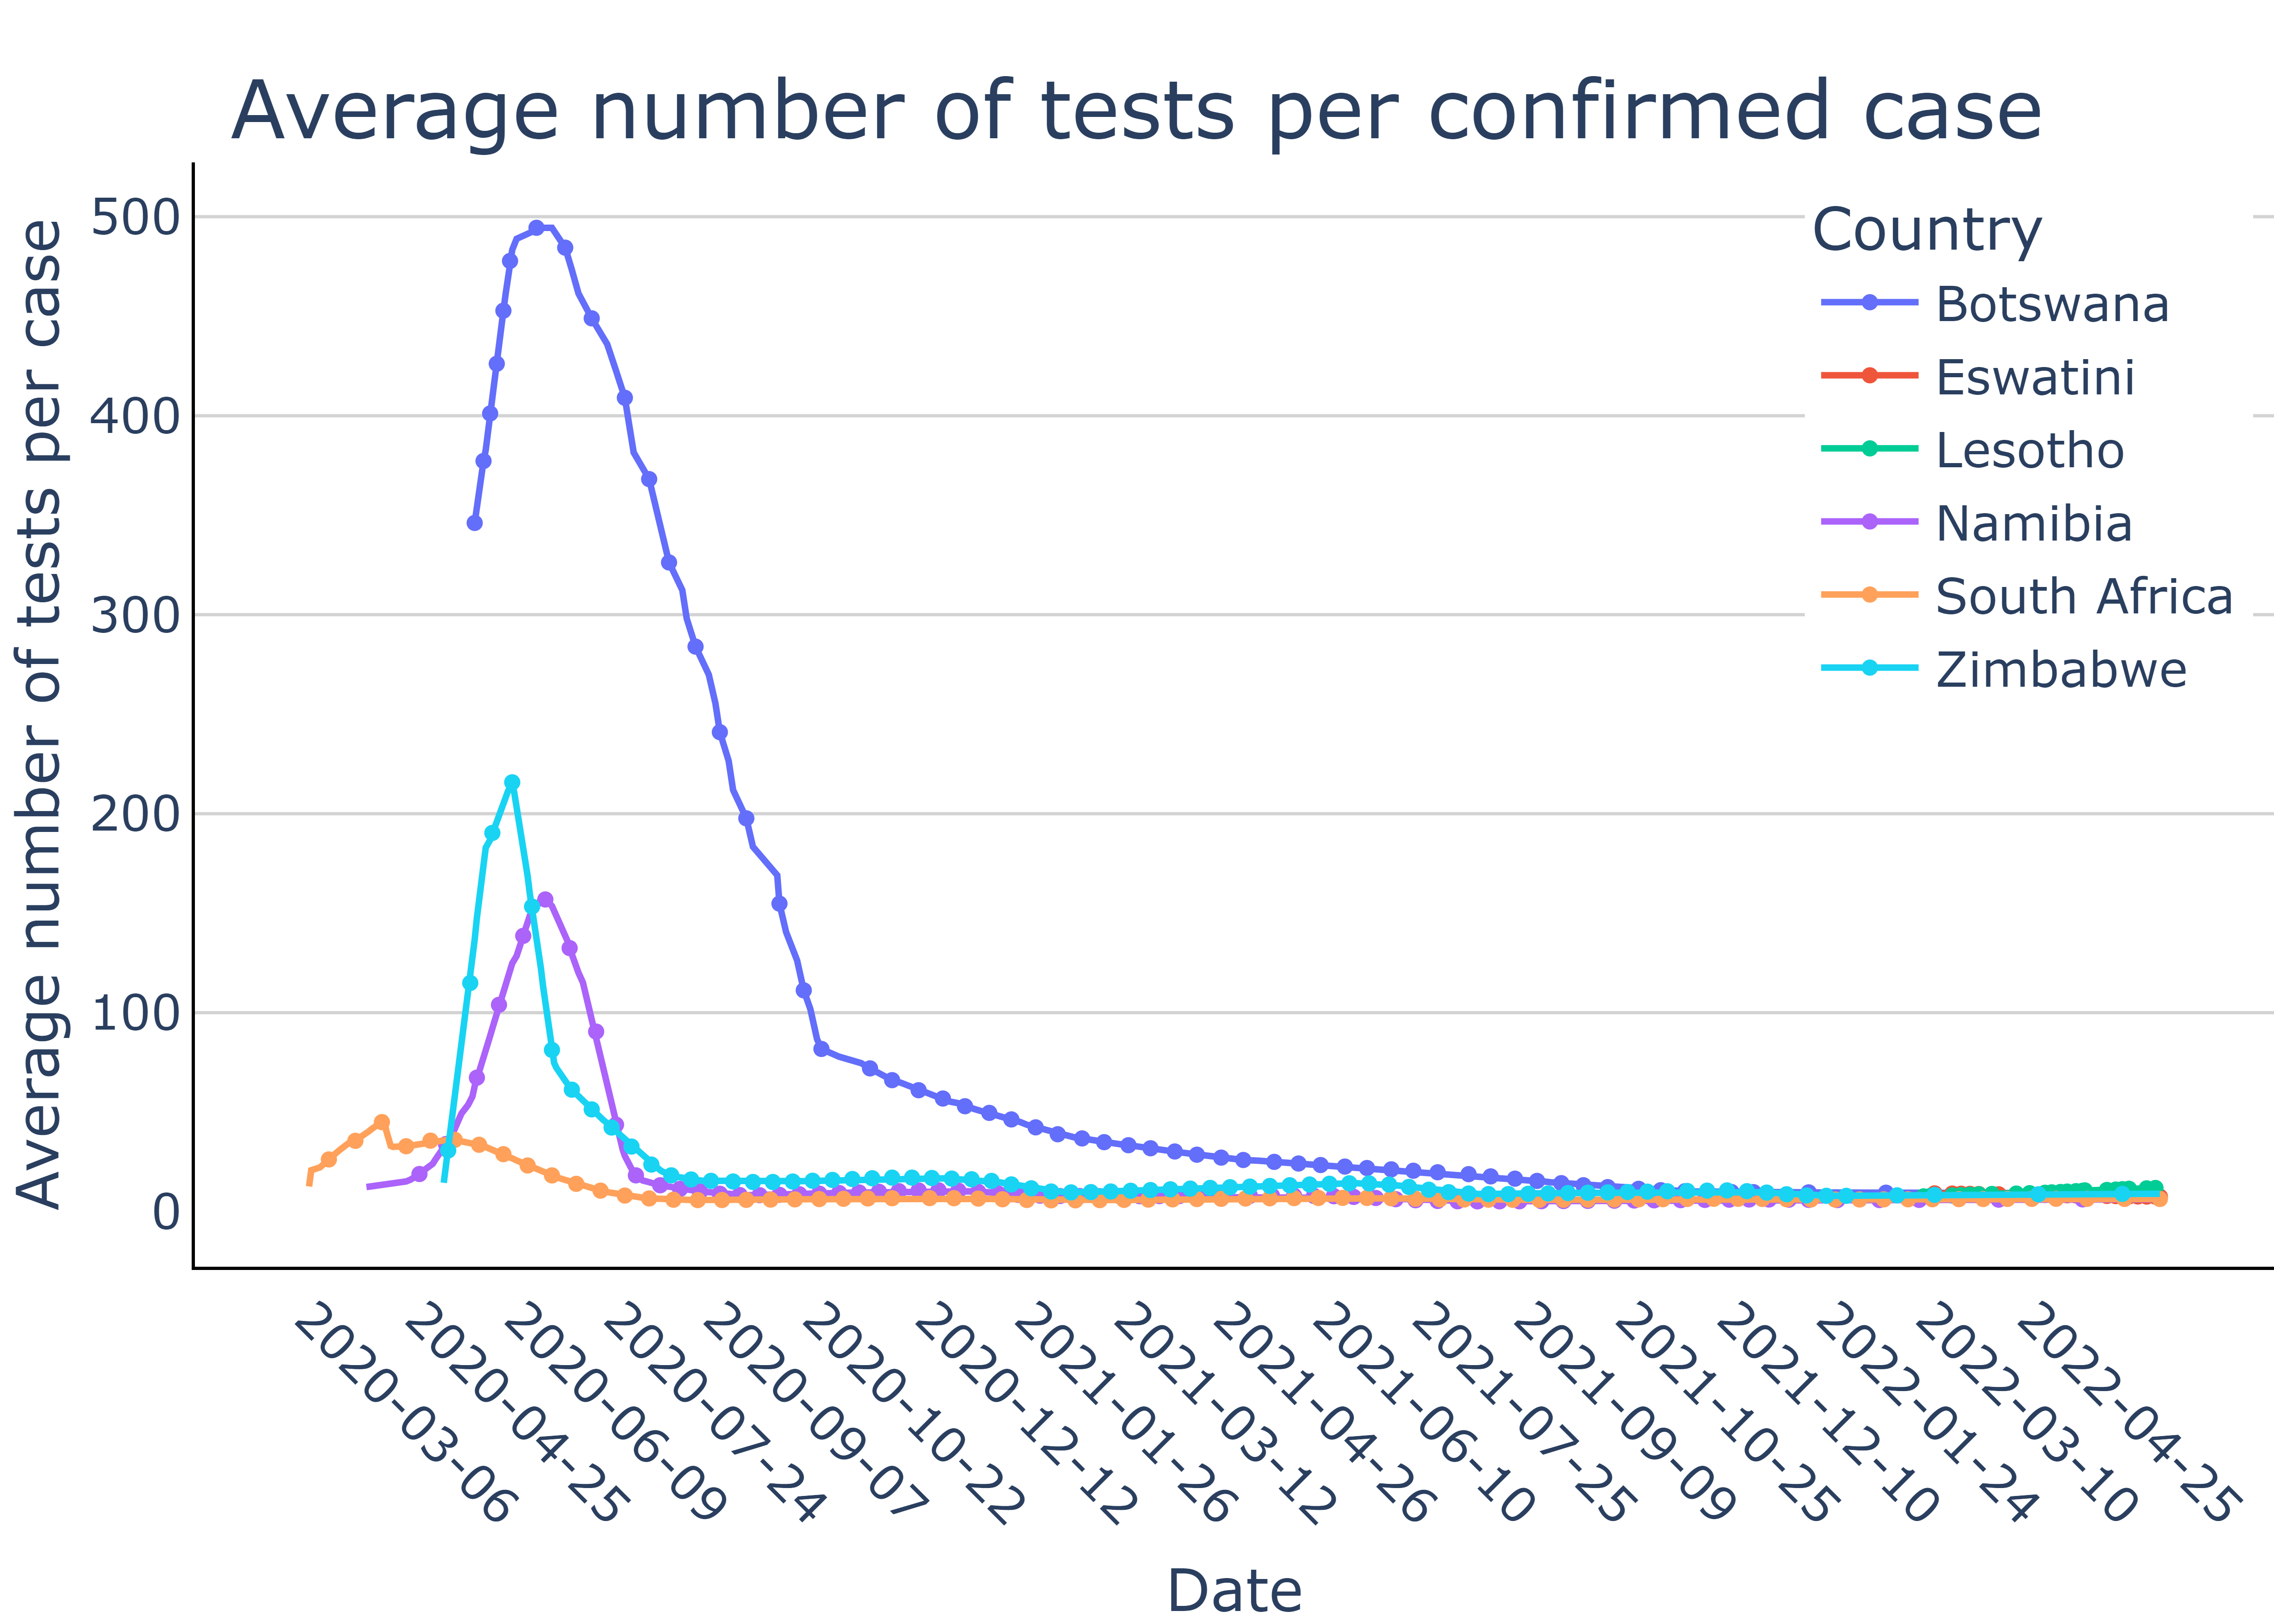 Average number of tests per confirmed case
Average number of tests per case
500
400
300
200
100
0
Country
Botswana
Eswatini
Lesotho
Namibia
South Africa
Zimbabwe
2020-03-06
2020-04-25
2020-06-09
2020-07-24
2020-09-07
2020-10-22
2020-12-12
2021-01-26
2021-03-12
2021-04-26
2021-06-10
2021-07-25
2021-09-09
2021-10-25
2021-12-10
2022-01-24
2022-03-10
2022-04-25
Date